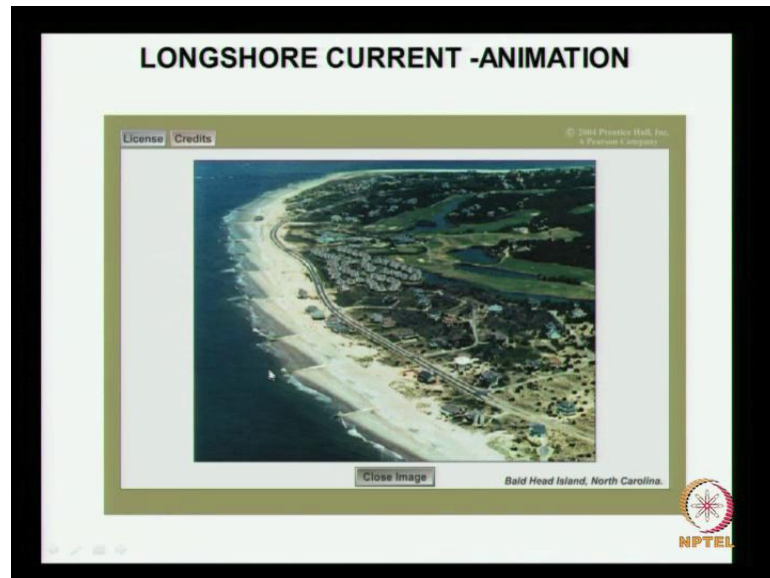 LONGSHORE CURRENT -ANIMATION
License Credits
© 2004 Prentice Hall, Inc.
A Pearson Company
Close Image
Bald Head Island, North Carolina.
NPTEL